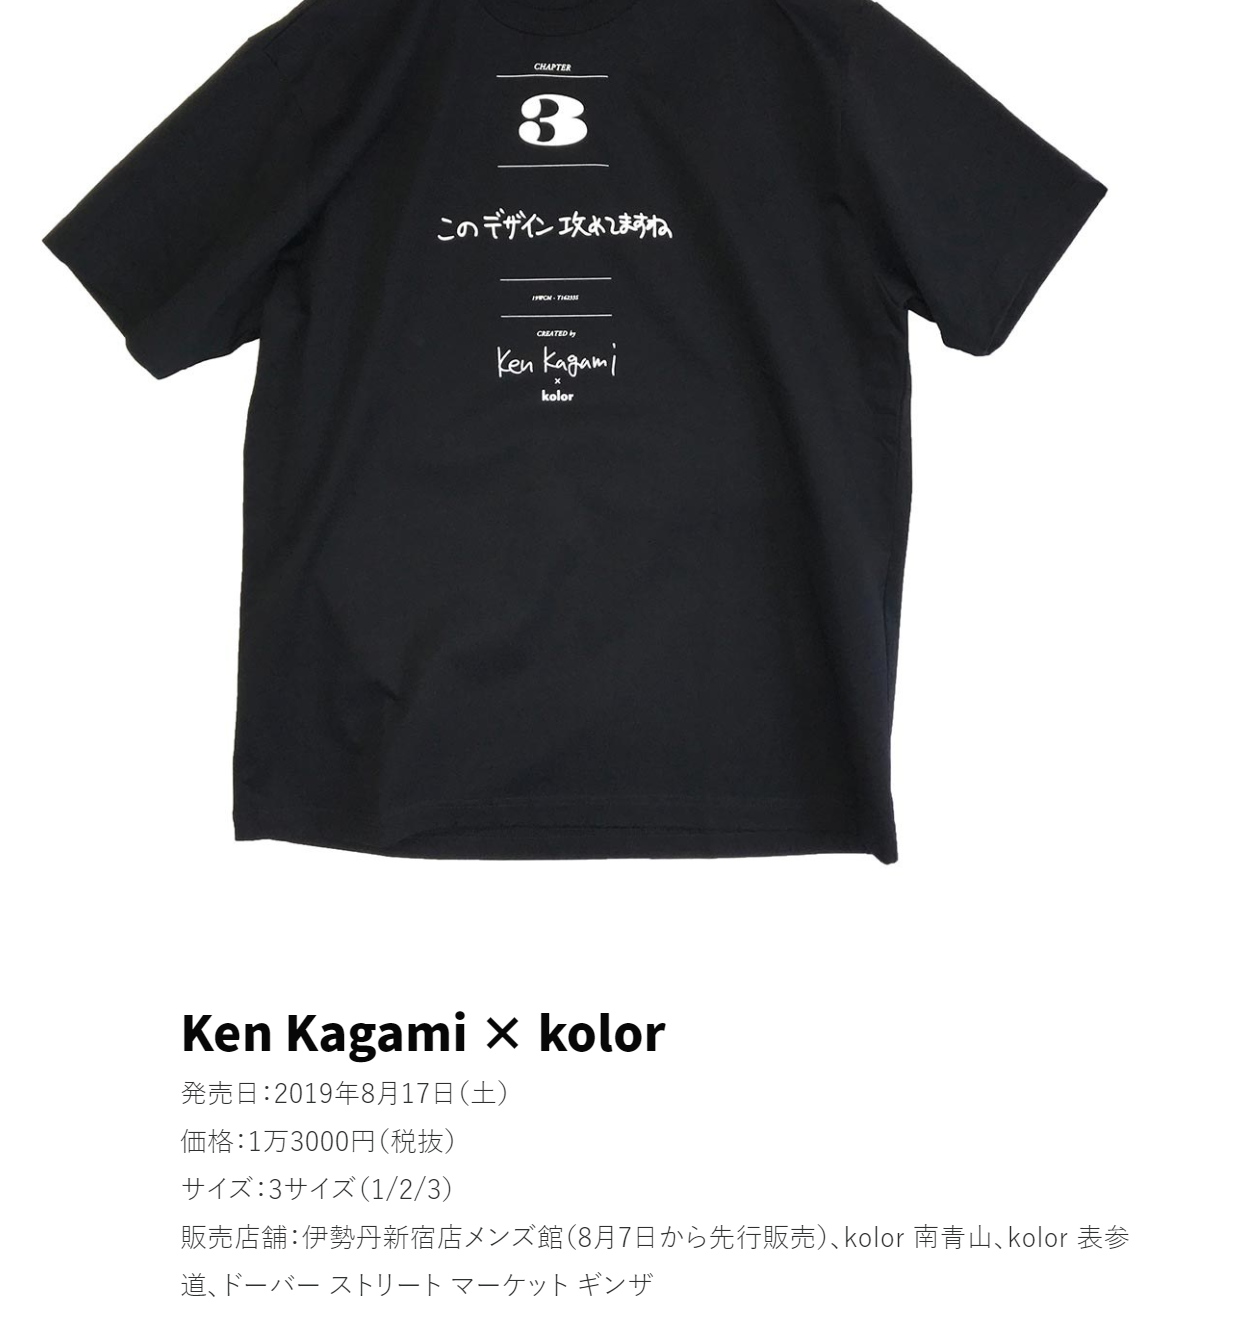 CHAPTER
3
このデザイン攻めてますね
19WCM - T162335
CREATED by
Ken Kagami
×
kolor
Ken Kagami × kolor
発売日：2019年8月17日（土）
価格：1万3000円（税抜）
サイズ：3サイズ（1/2/3）
販売店舗：伊勢丹新宿店メンズ館（8月7日から先行販売）、kolor 南青山、kolor 表参
道、ドーバー ストリート マーケット ギンザ